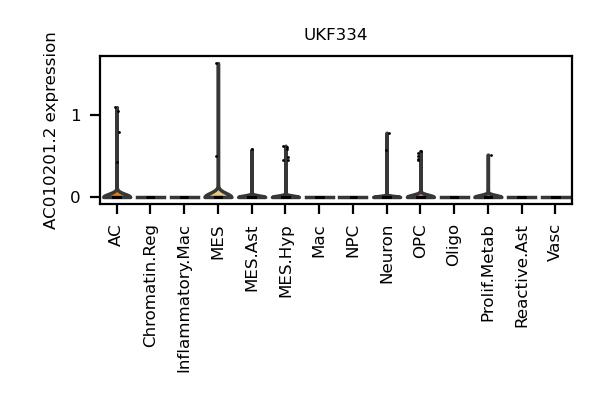 UKF334
AC010201.2 expression
1
0
AC
Chromatin.Reg
Inflammatory.Mac
MES
MES.Ast
MES.Hyp
Mac
NPC
Neuron
OPC
Oligo
Prolif.Metab
Reactive.Ast
Vasc